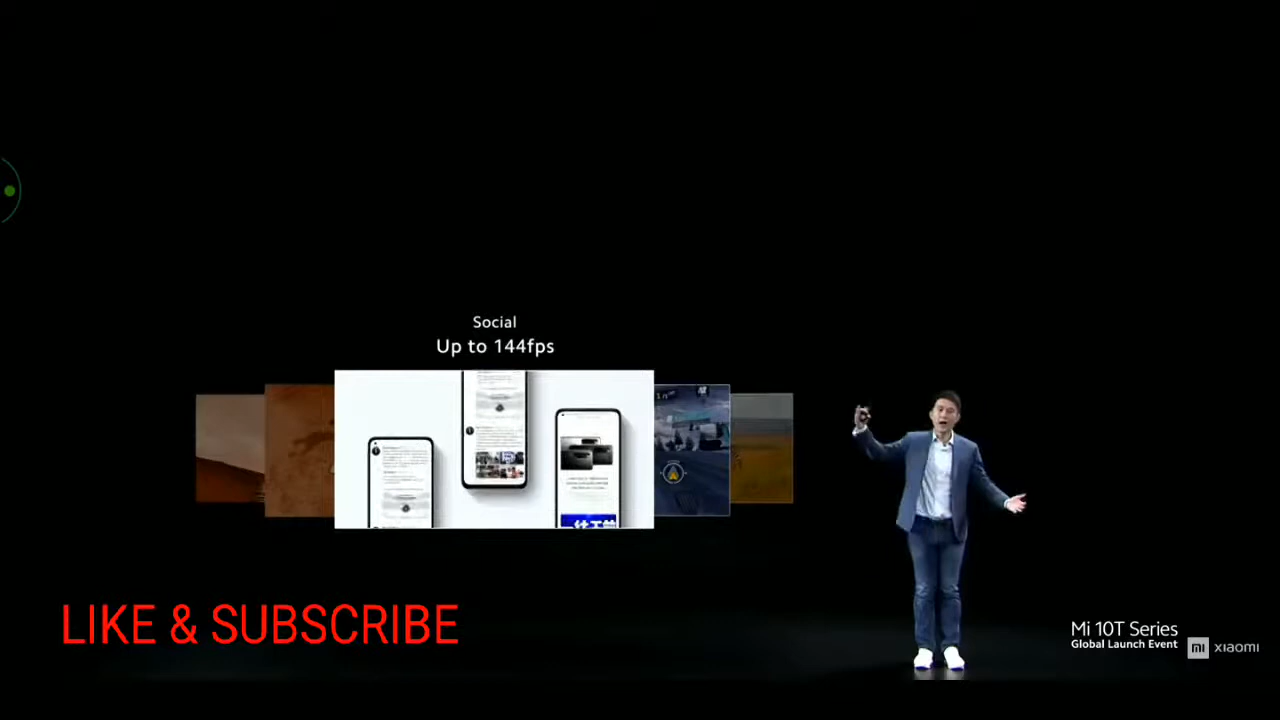 Social
Up to 144fps
LIKE & SUBSCRIBE
Mi 10T Series
Global Launch Event
mi xiaomi